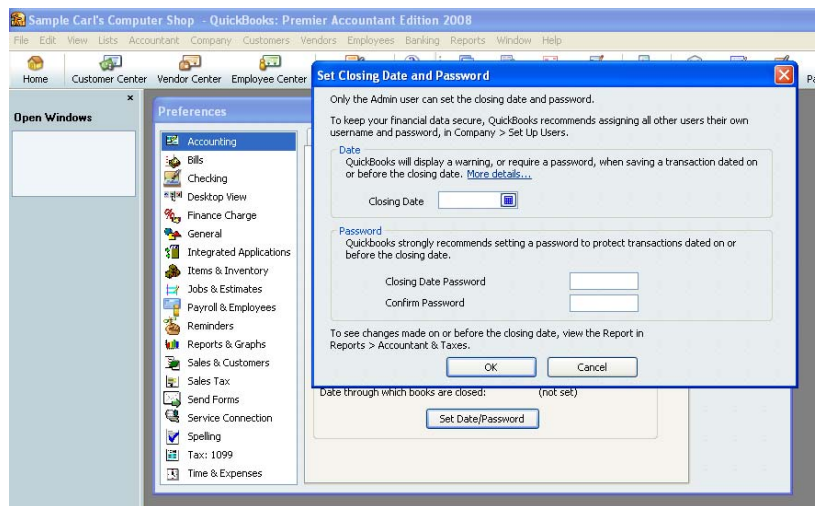 Sample Carl's Computer Shop - QuickBooks: Premier Accountant Edition 2008
File Edit View Lists Accountant Company Customers Vendors Employees Banking Reports Window Help
Home Customer Center Vendor Center Employee Center
Open Windows
Preferences
Accounting
Bills
Checking
Desktop View
Finance Charge
General
Integrated Applications
Items & Inventory
Jobs & Estimates
Payroll & Employees
Reminders
Reports & Graphs
Sales & Customers
Sales Tax
Send Forms
Service Connection
Spelling
Tax: 1099
Time & Expenses
Set Closing Date and Password
Only the Admin user can set the closing date and password.
To keep your financial data secure, QuickBooks recommends assigning all other users their own
username and password, in Company > Set Up Users.
Date
QuickBooks will display a warning, or require a password, when saving a transaction dated on
or before the closing date. More details...
Closing Date
Password
Quickbooks strongly recommends setting a password to protect transactions dated on or
before the closing date.
Closing Date Password
Confirm Password
To see changes made on or before the closing date, view the Report in
Reports > Accountant & Taxes.
OK Cancel
Date through which books are closed: (not set)
Set Date/Password